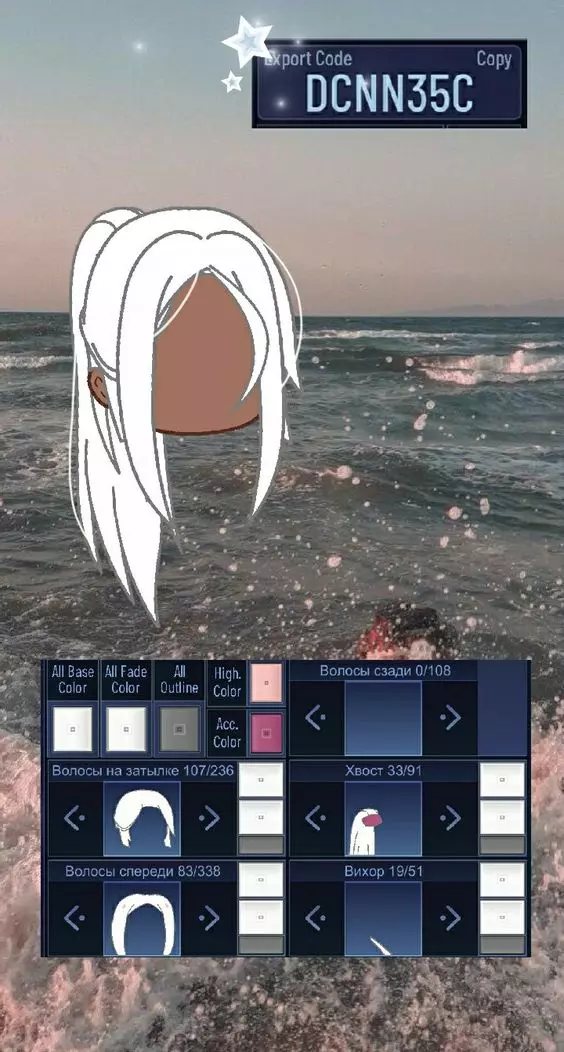 Export Code Copy
DCNN35C
All Base Color
All Fade Color
All Outline
High. Color
Acc. Color
Волосы сзади 0/108
Волосы на затылке 107/236
Хвост 33/91
Волосы спереди 83/338
Вихор 19/51